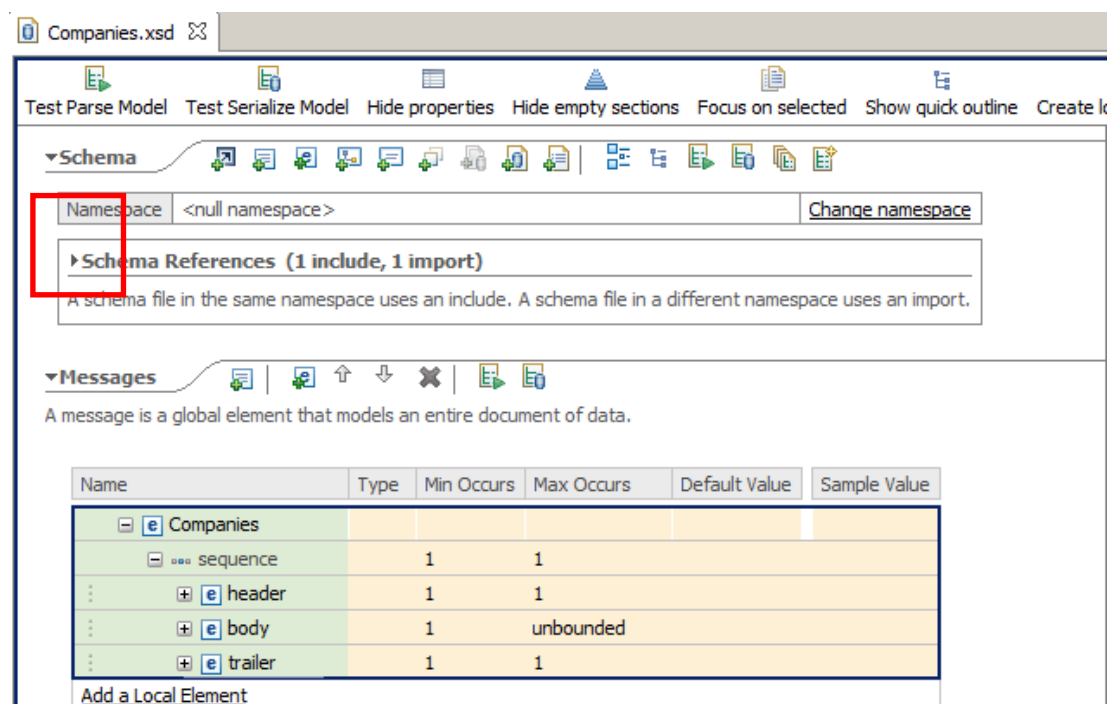 Companies.xsd
Test Parse Model Test Serialize Model Hide properties Hide empty sections Focus on selected Show quick outline Create
Schema
Namespace <null namespace> Change namespace
Schema References (1 include, 1 import)
A schema file in the same namespace uses an include. A schema file in a different namespace uses an import.
Messages
A message is a global element that models an entire document of data.
Name Type Min Occurs Max Occurs Default Value Sample Value
e Companies
sequence 1 1
e header 1 1
e body 1 unbounded
e trailer 1 1
Add a Local Element